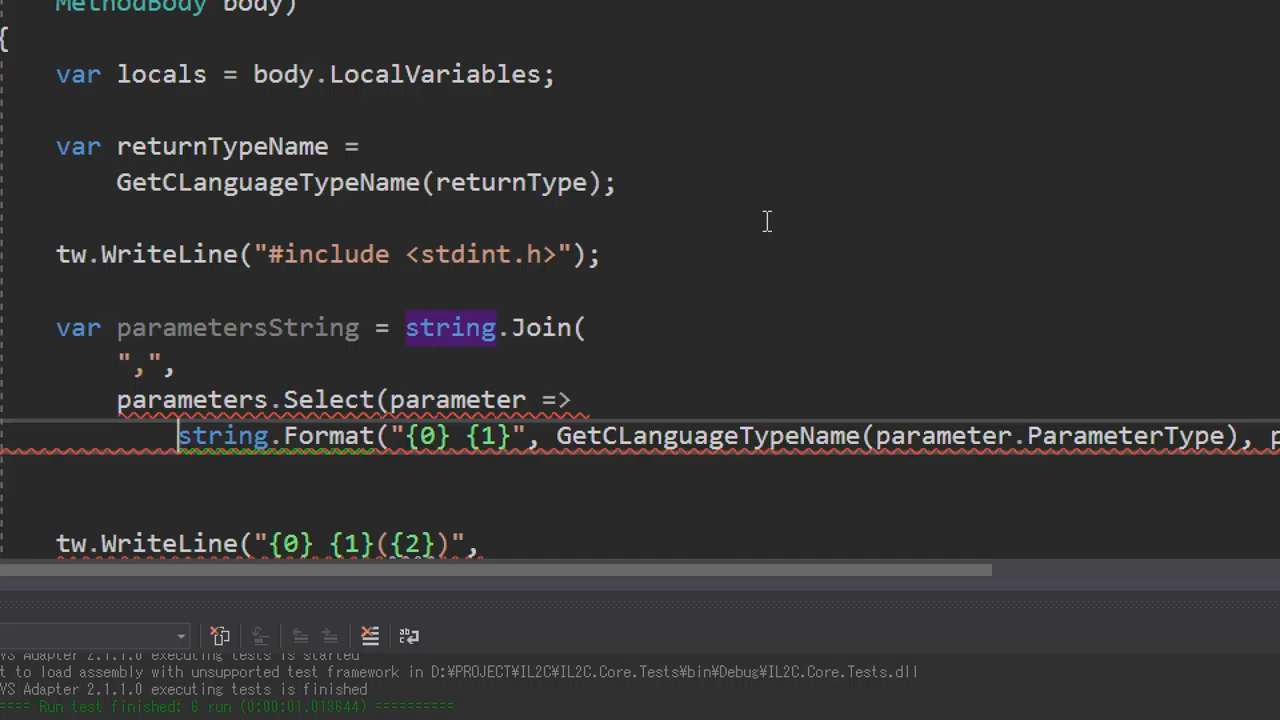 MethodBody body)
{
var locals = body.LocalVariables;
var returnTypeName =
GetCLanguageTypeName(returnType);
tw.WriteLine("#include <stdint.h>");
var parametersString = string.Join(
",",
parameters.Select(parameter =>
string.Format("{0} {1}", GetCLanguageTypeName(parameter.ParameterType), p
tw.WriteLine("{0} {1}({2})",
VS Adapter 2.1.1.0 executing tests is started
t to load assembly with unsupported test framework in D:¥PROJECT¥IL2C¥IL2C.Core.Tests¥bin¥Debug¥IL2C.Core.Tests.dll
VS Adapter 2.1.1.0 executing tests is finished
==== Run test finished: 6 run (0:00:01.013644) ==========